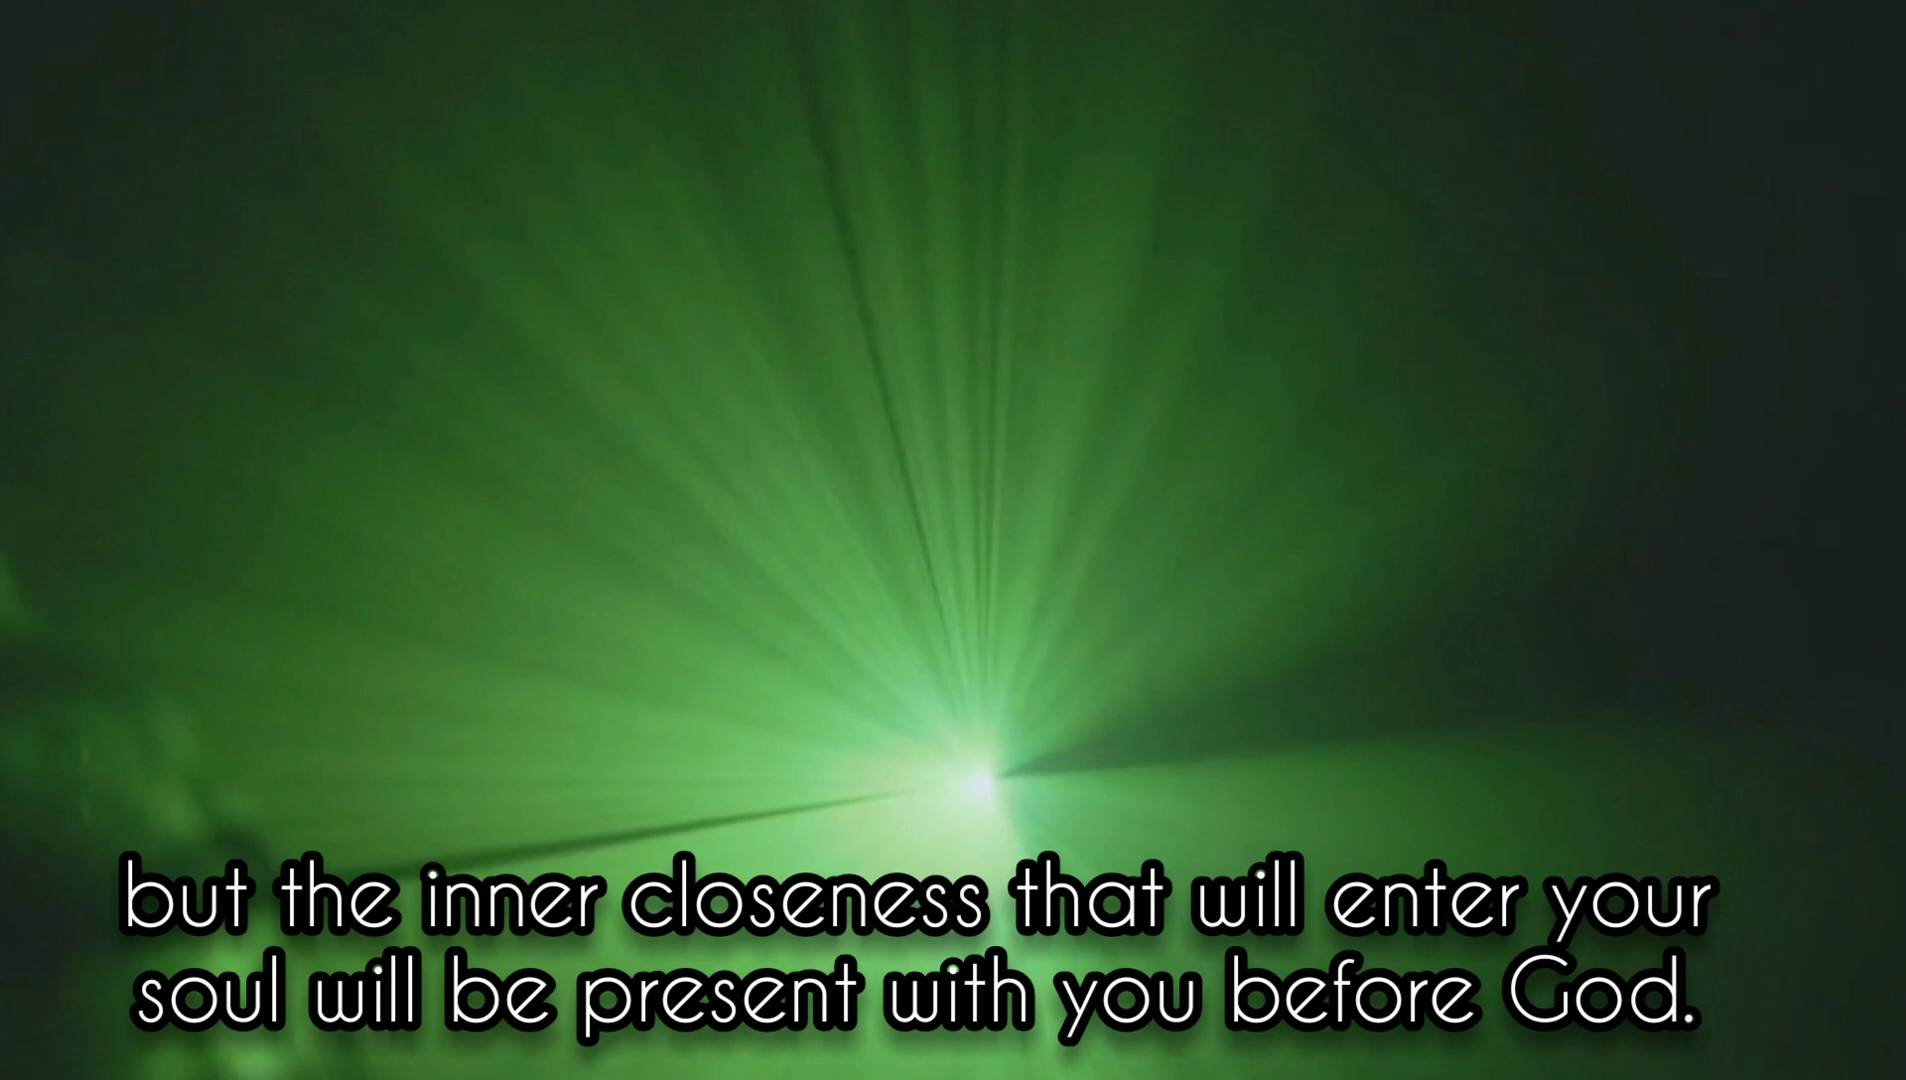 but the inner closeness that will enter your
soul will be present with you before God.